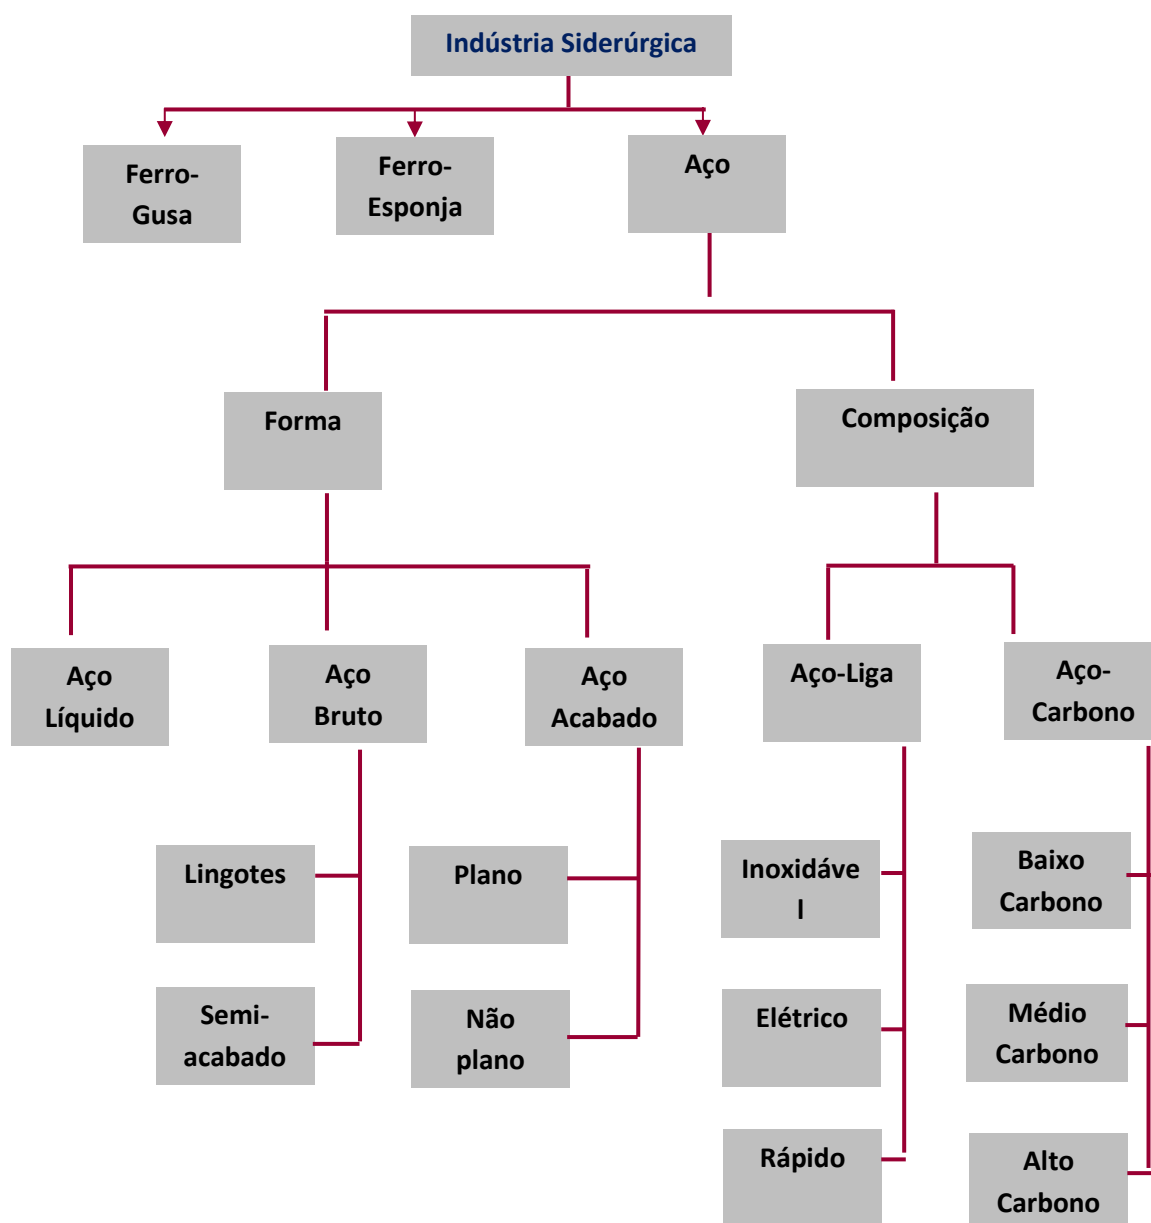 Indústria Siderúrgica
Ferro-
Gusa
Ferro-
Esponja
Aço
Forma
Composição
Aço
Líquido
Aço
Bruto
Aço
Acabado
Aço-Liga
Aço-
Carbono
Lingotes
Plano
Inoxidáve
l
Baixo
Carbono
Semi-
acabado
Não
plano
Elétrico
Médio
Carbono
Rápido
Alto
Carbono